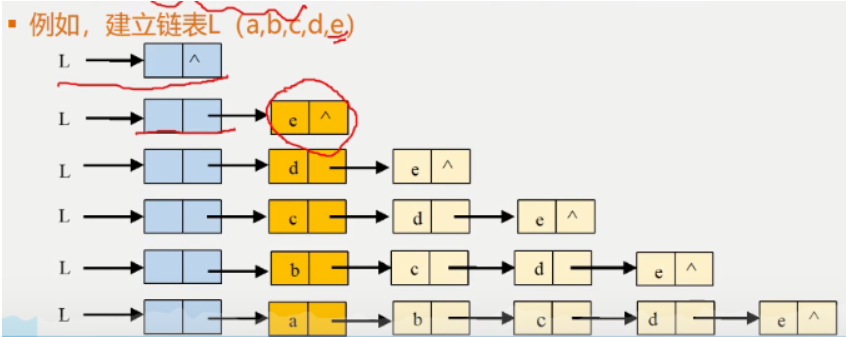 ▪ 例如，建立链表L（a,b,c,d,e)
L ^
L e ^
L d e ^
L c d e ^
L b c d e ^
L a b c d e ^